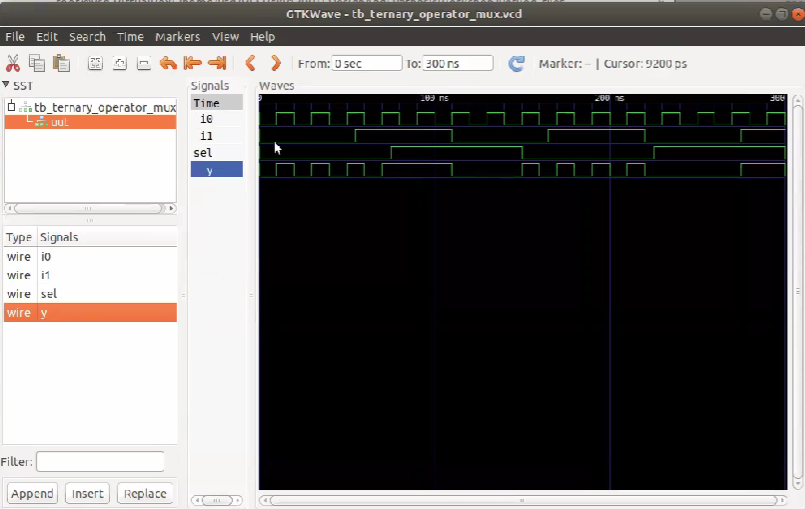 GTKWave - tb_ternary_operator_mux.vcd
File Edit Search Time Markers View Help
From: 0 sec To: 300 ns Marker: -- | Cursor: 9200 ps
SST
tb_ternary_operator_mux
uut
Type Signals
wire i0
wire i1
wire sel
wire y
Filter:
Append Insert Replace
Signals
Time
i0
i1
sel
y
Waves
0 100 ns 200 ns 300